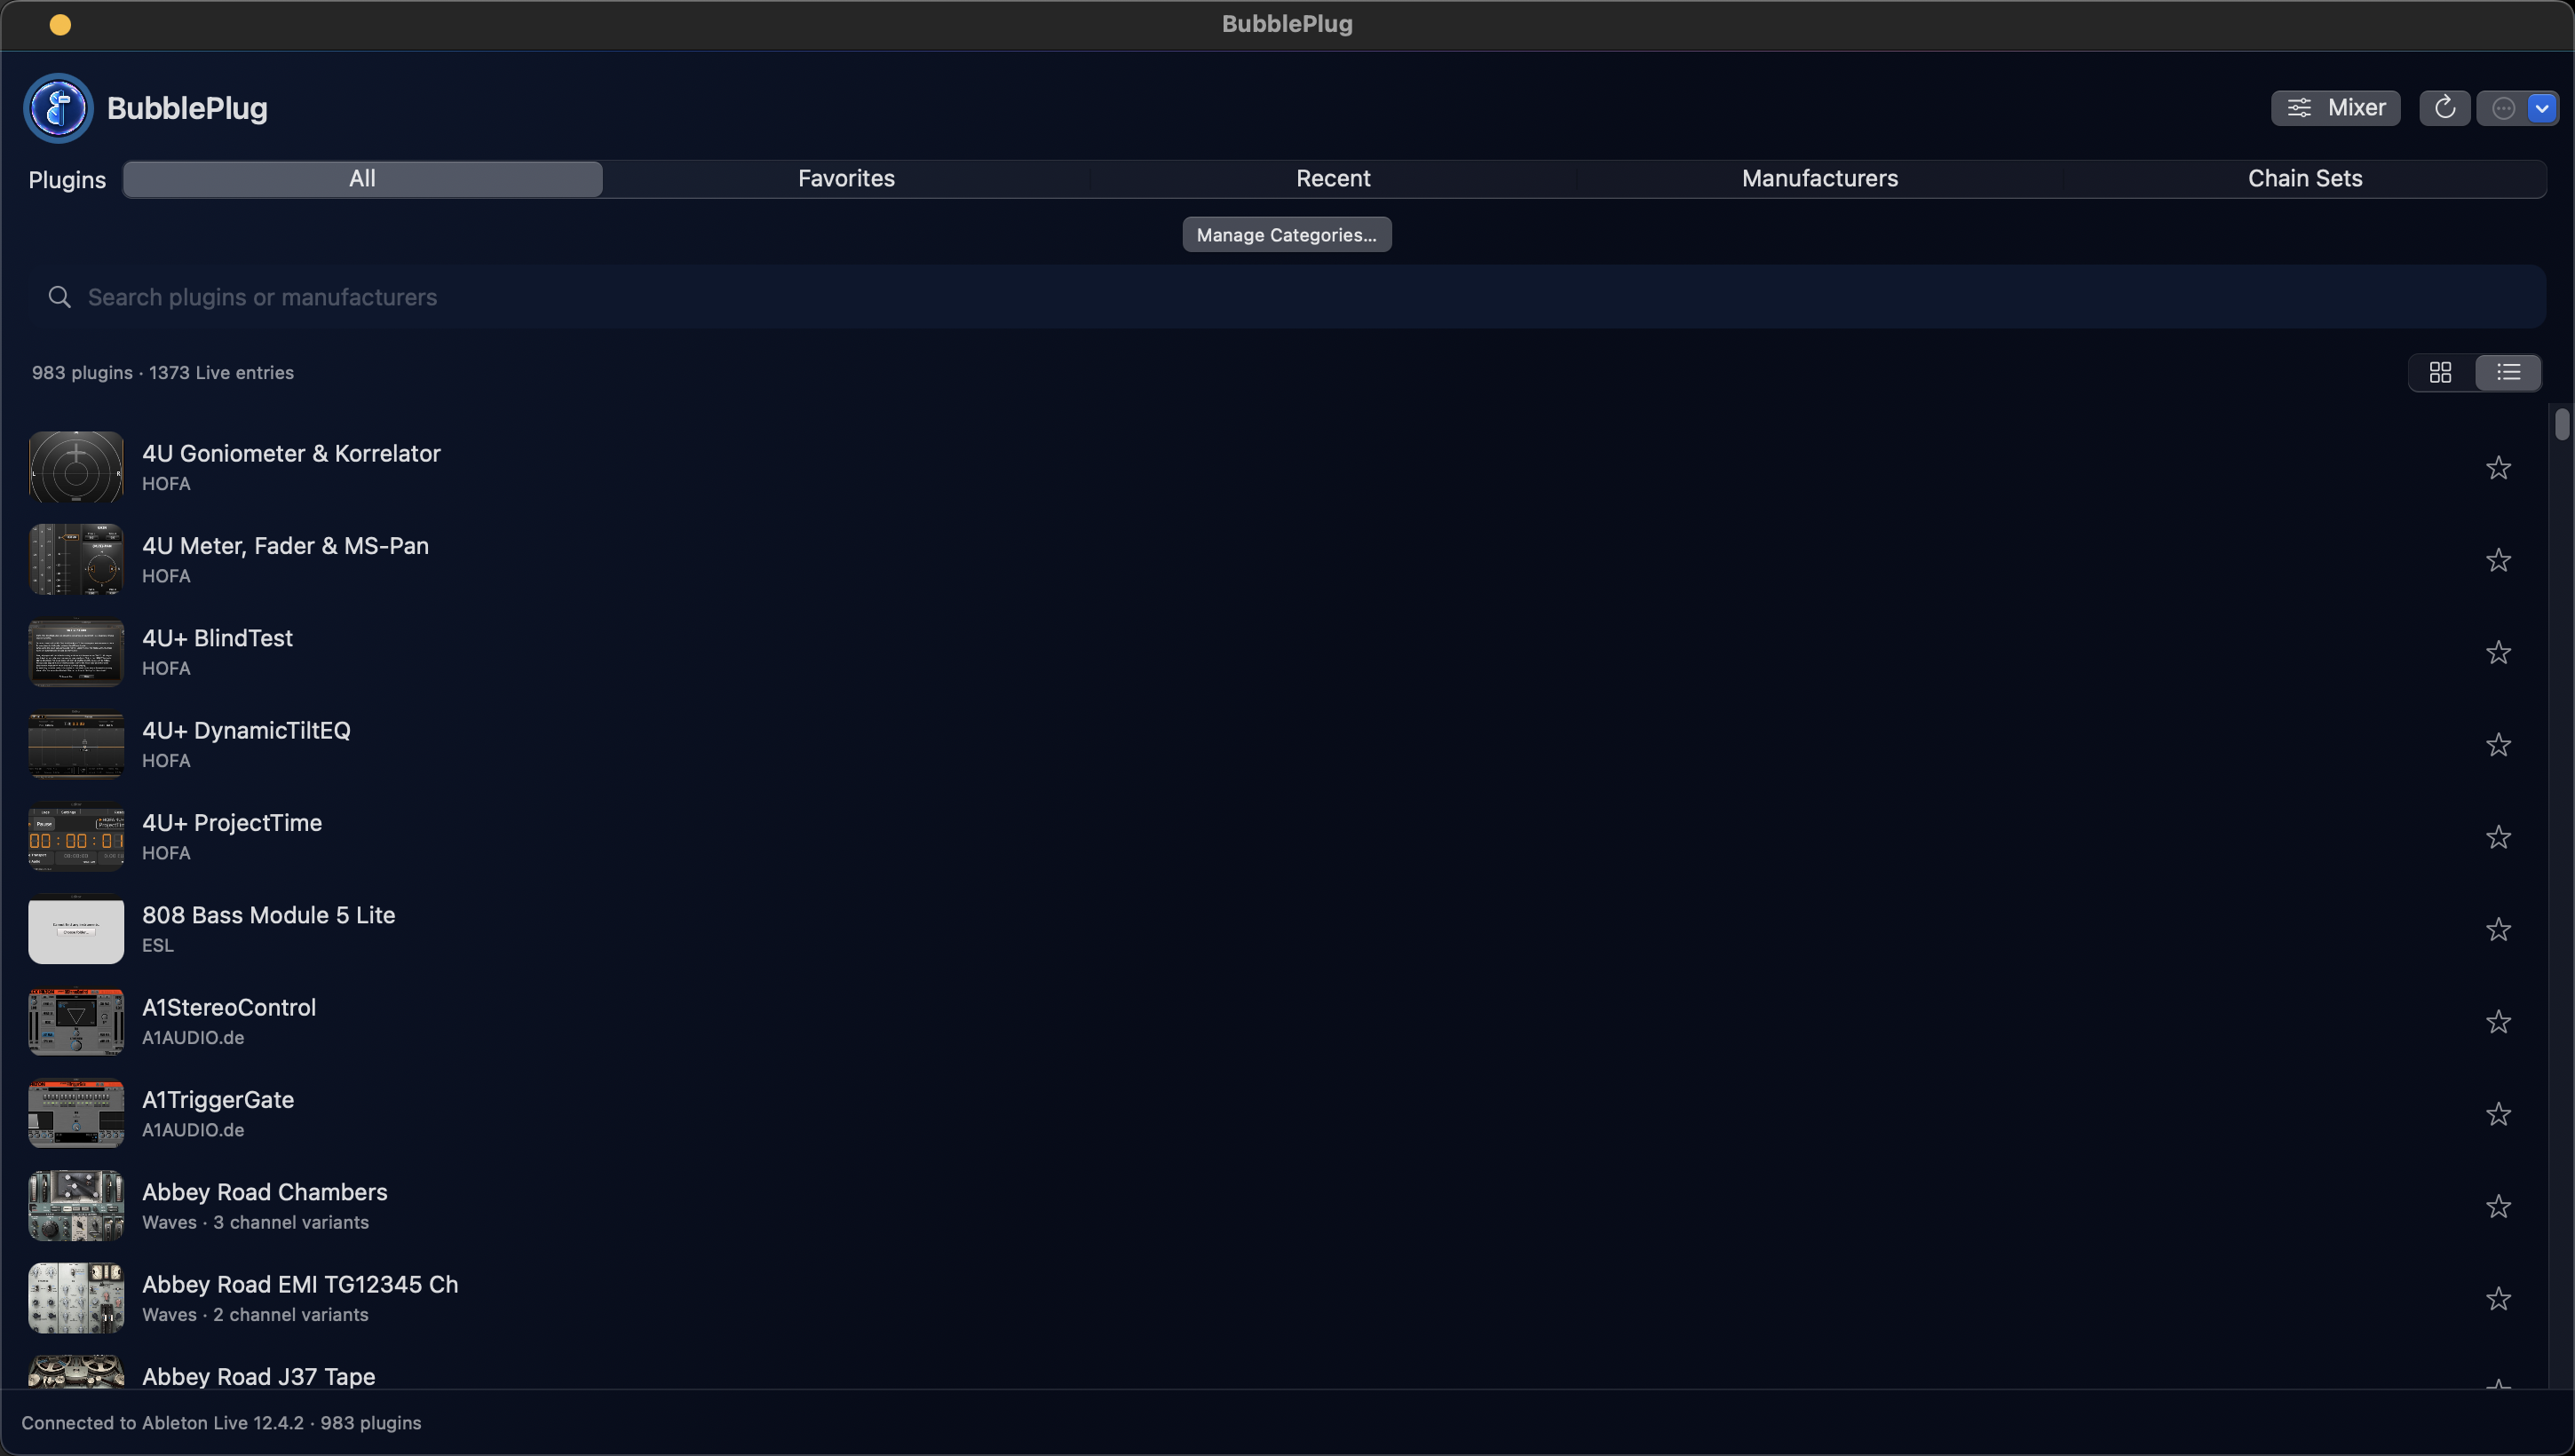 BubblePlug
BubblePlug
Mixer
Plugins All Favorites Recent Manufacturers Chain Sets
Manage Categories...
Search plugins or manufacturers
983 plugins · 1373 Live entries
4U Goniometer & Korrelator
HOFA
4U Meter, Fader & MS-Pan
HOFA
4U+ BlindTest
HOFA
4U+ DynamicTiltEQ
HOFA
4U+ ProjectTime
HOFA
Pause
00 : 00 : 01
808 Bass Module 5 Lite
ESL
A1StereoControl
A1AUDIO.de
A1TriggerGate
A1AUDIO.de
Abbey Road Chambers
Waves · 3 channel variants
Abbey Road EMI TG12345 Ch
Waves · 2 channel variants
Abbey Road J37 Tape
Connected to Ableton Live 12.4.2 · 983 plugins